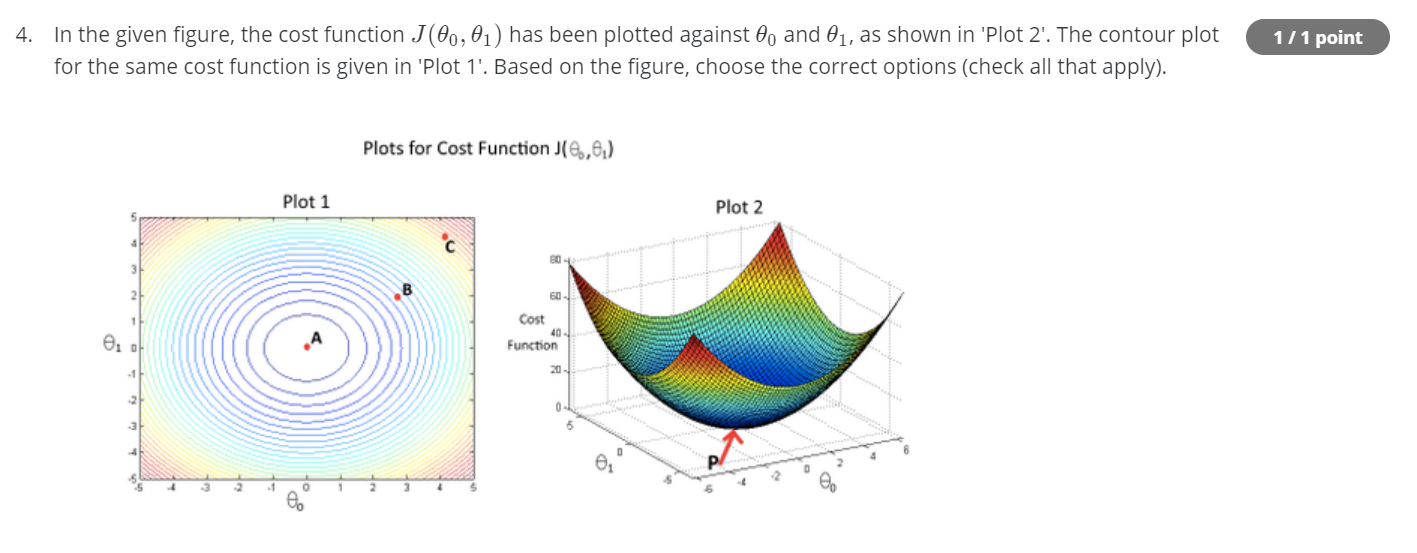 4. In the given figure, the cost function J(θ₀, θ₁) has been plotted against θ₀ and θ₁, as shown in 'Plot 2'. The contour plot
1 / 1 point
for the same cost function is given in 'Plot 1'. Based on the figure, choose the correct options (check all that apply).
Plots for Cost Function J(θ₀,θ₁)
Plot 1
5
4
3
2
1
0
-1
-2
-3
-4
-5
θ₁
-5 -4 -3 -2 -1 0 1 2 3 4 5
θ₀
A
B
C
Plot 2
80
60
40
20
0
Cost
Function
5
0
-5
θ₁
P
-6 -4 -2 0 2 4 6
θ₀